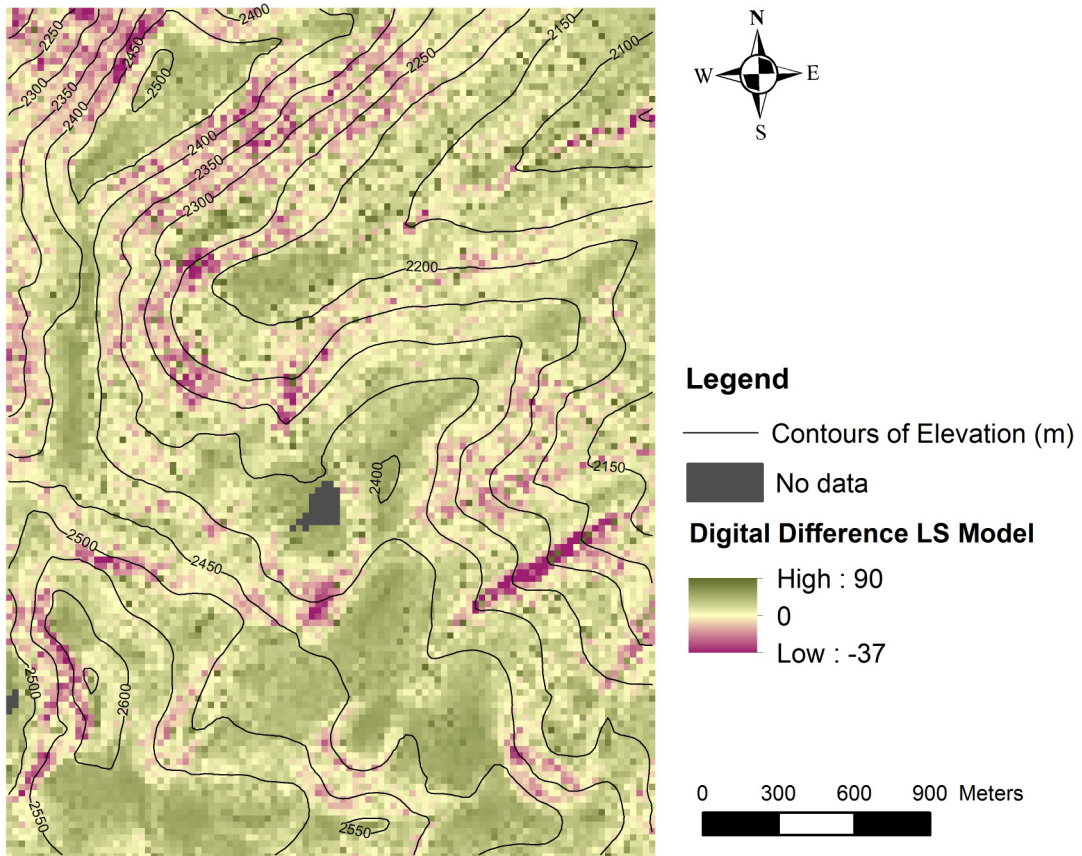 2400
2150
2250
2450
2100
2250
2300
2500
2350
2400
2400
2350
2300
2200
2400
2150
2500
2450
2500
2600
2550
2550
N
W E
S
Legend
Contours of Elevation (m)
No data
Digital Difference LS Model
High : 90
0
Low : -37
0 300 600 900 Meters